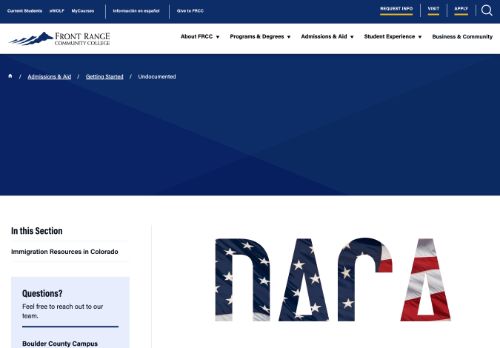 Current Students eWOLF MyCourses Información en español Give to FRCC REQUEST INFO VISIT APPLY
FRONT RANGE
COMMUNITY COLLEGE
About FRCC Programs & Degrees Admissions & Aid Student Experience Business & Community
/ Admissions & Aid / Getting Started / Undocumented
In this Section
Immigration Resources in Colorado
Questions?
Feel free to reach out to our
team.
Boulder County Campus
DACA